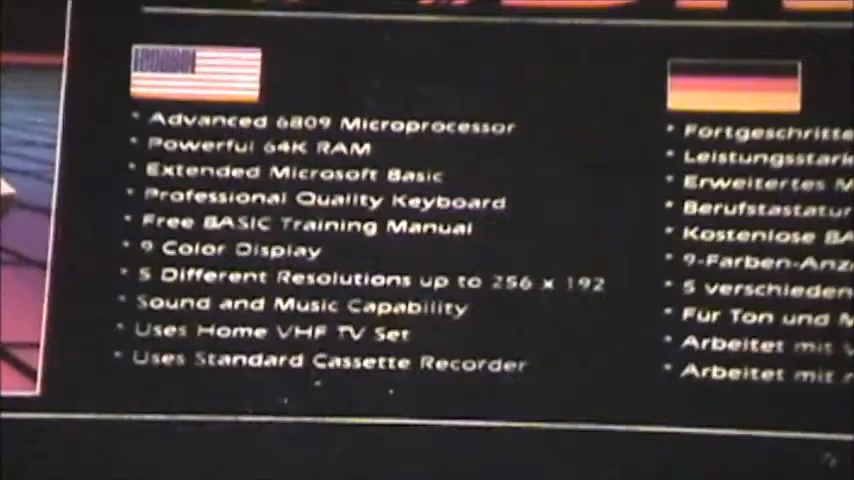 • Advanced 6809 Microprocessor
• Powerful 64K RAM
• Extended Microsoft Basic
• Professional Quality Keyboard
• Free BASIC Training Manual
• 9 Color Display
• 5 Different Resolutions up to 256 x 192
• Sound and Music Capability
• Uses Home VHF TV Set
• Uses Standard Cassette Recorder
• Fortgeschritte
• Leistungsstark
• Erweitertes M
• Berufstastatur
• Kostenlose BA
• 9-Farben-Anz
• 5 verschieden
• Für Ton und M
• Arbeitet mit
• Arbeitet mit